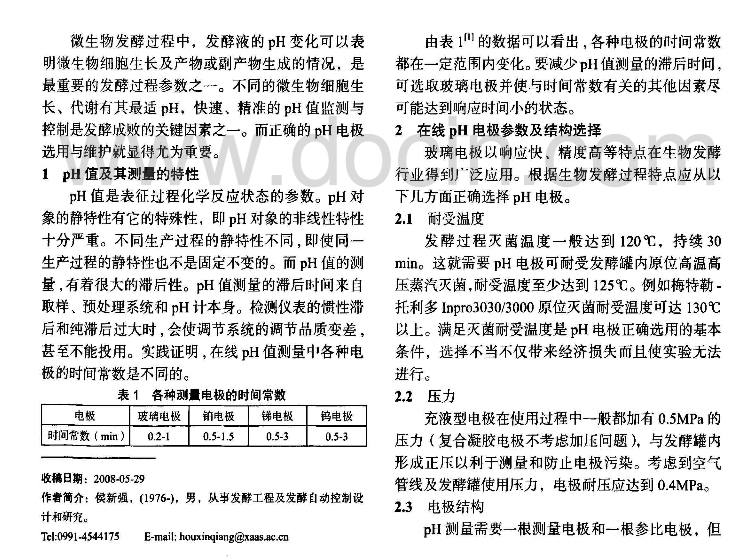 微生物发酵过程中，发酵液的 pH 变化可以表
明微生物细胞生长及产物或副产物生成的情况，是
最重要的发酵过程参数之一。不同的微生物细胞生
长、代谢有其最适 pH，快速、精准的 pH 值监测与
控制是发酵成败的关键因素之一。而正确的 pH 电极
选用与维护就显得尤为重要。
1 pH 值及其测量的特性
pH 值是表征过程化学反应状态的参数。pH 对
象的静特性有它的特殊性，即 pH 对象的非线性特性
十分严重。不同生产过程的静特性不同，即使同一
生产过程的静特性也不是固定不变的。而 pH 值的测
量，有着很大的滞后性。pH 值测量的滞后时间来自
取样、预处理系统和 pH 计本身。检测仪表的惯性滞
后和纯滞后过大时，会使调节系统的调节品质变差，
甚至不能投用。实践证明，在线 pH 值测量中各种电
极的时间常数是不同的。
表 1 各种测量电极的时间常数
电极 玻璃电极 铂电极 锑电极 钨电极
时间常数（min） 0.2-1 0.5-1.5 0.5-3 0.5-3
收稿日期：2008-05-29
作者简介：侯新强，(1976-)，男，从事发酵工程及发酵自动控制设
计和研究。
Tel:0991-4544175 E-mail: houxinqiang@xaas.ac.cn
由表 1[1] 的数据可以看出，各种电极的时间常数
都在一定范围内变化。要减少 pH 值测量的滞后时间，
可选取玻璃电极并使与时间常数有关的其他因素尽
可能达到响应时间小的状态。
2 在线 pH 电极参数及结构选择
玻璃电极以响应快、精度高等特点在生物发酵
行业得到广泛应用。根据生物发酵过程特点应从以
下几方面正确选择 pH 电极。
2.1 耐受温度
发酵过程灭菌温度一般达到 120℃，持续 30
min。这就需要 pH 电极可耐受发酵罐内原位高温高
压蒸汽灭菌，耐受温度至少达到 125℃。例如梅特勒 -
托利多 Inpro3030/3000 原位灭菌耐受温度可达 130℃
以上。满足灭菌耐受温度是 pH 电极正确选用的基本
条件，选择不当不仅带来经济损失而且使实验无法
进行。
2.2 压力
充液型电极在使用过程中一般都加有 0.5MPa 的
压力（复合凝胶电极不考虑加压问题），与发酵罐内
形成正压以利于测量和防止电极污染。考虑到空气
管线及发酵罐使用压力，电极耐压应达到 0.4MPa。
2.3 电极结构
pH 测量需要一根测量电极和一根参比电极，但
www.docin.com